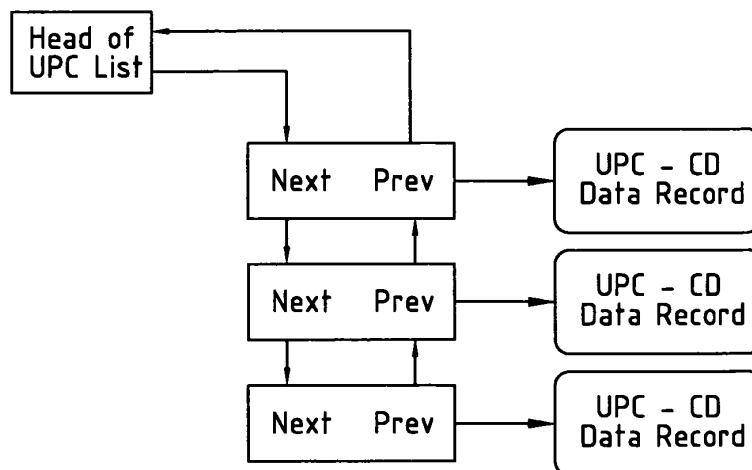 Head of
UPC List
Next Prev
UPC - CD
Data Record
Next Prev
UPC - CD
Data Record
Next Prev
UPC - CD
Data Record